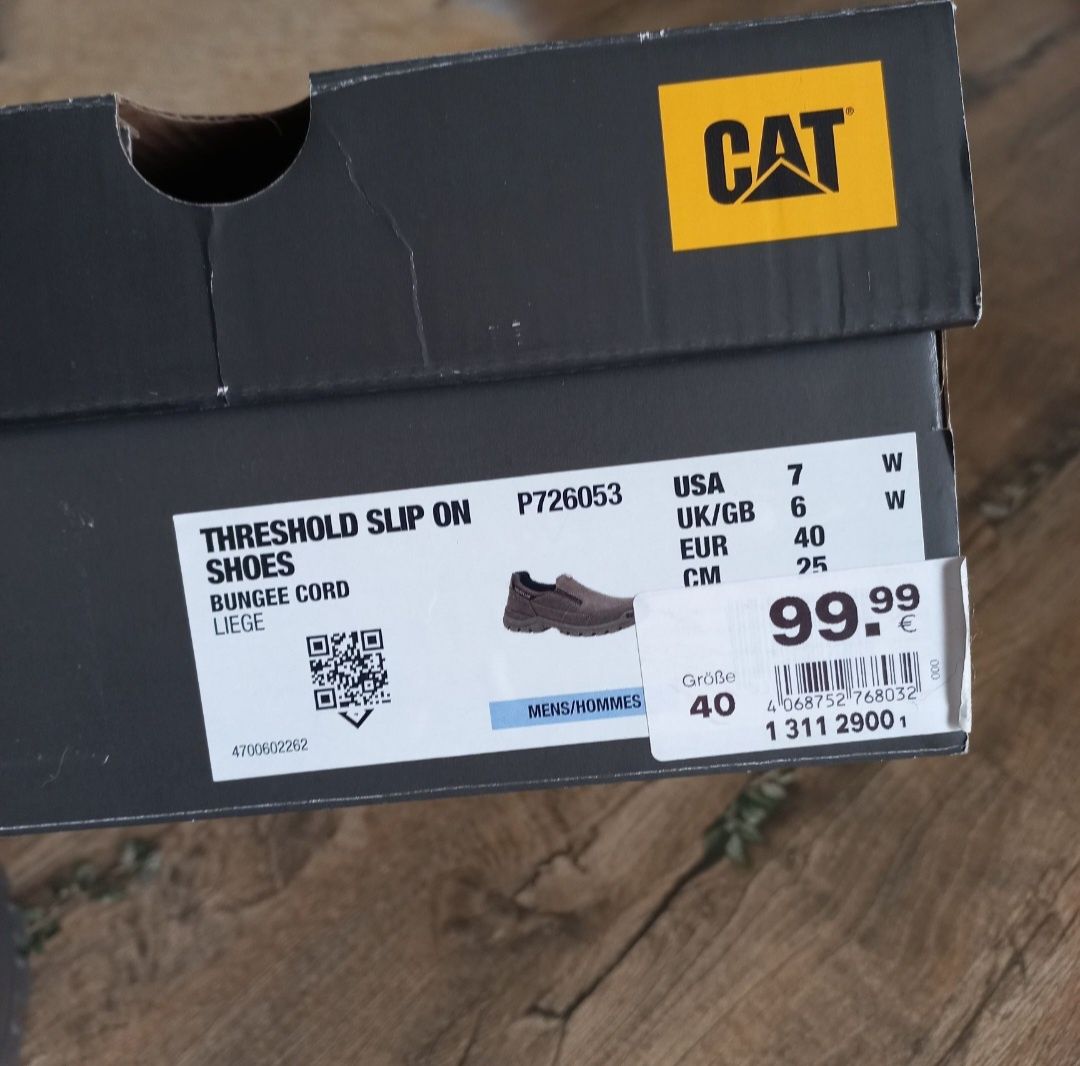 CAT®
THRESHOLD SLIP ON
SHOES
BUNGEE CORD
LIEGE
4700602262
P726053
MENS/HOMMES
USA 7 W
UK/GB 6 W
EUR 40
CM 25
99.99
€
Größe
40
4 068752 768032
000
1 311 2900 1